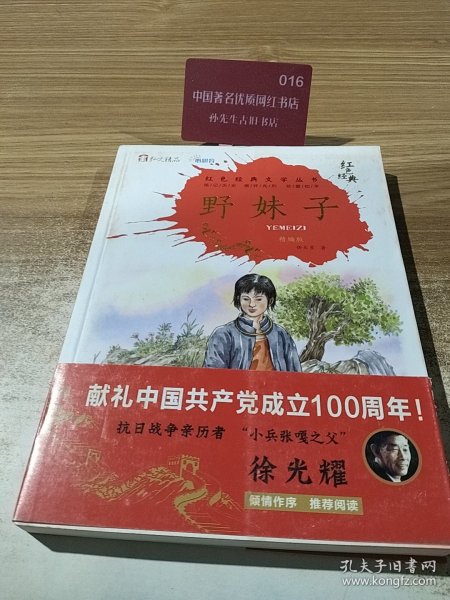 016
中国著名优质网红书店
孙先生古旧书店
红色经典文学丛书
红色经典
野妹子
YEMEIZI
精编版
献礼中国共产党成立100周年！
抗日战争亲历者 “小兵张嘎之父”
徐光耀
倾情作序 推荐阅读
孔夫子旧书网
www.kongfz.com